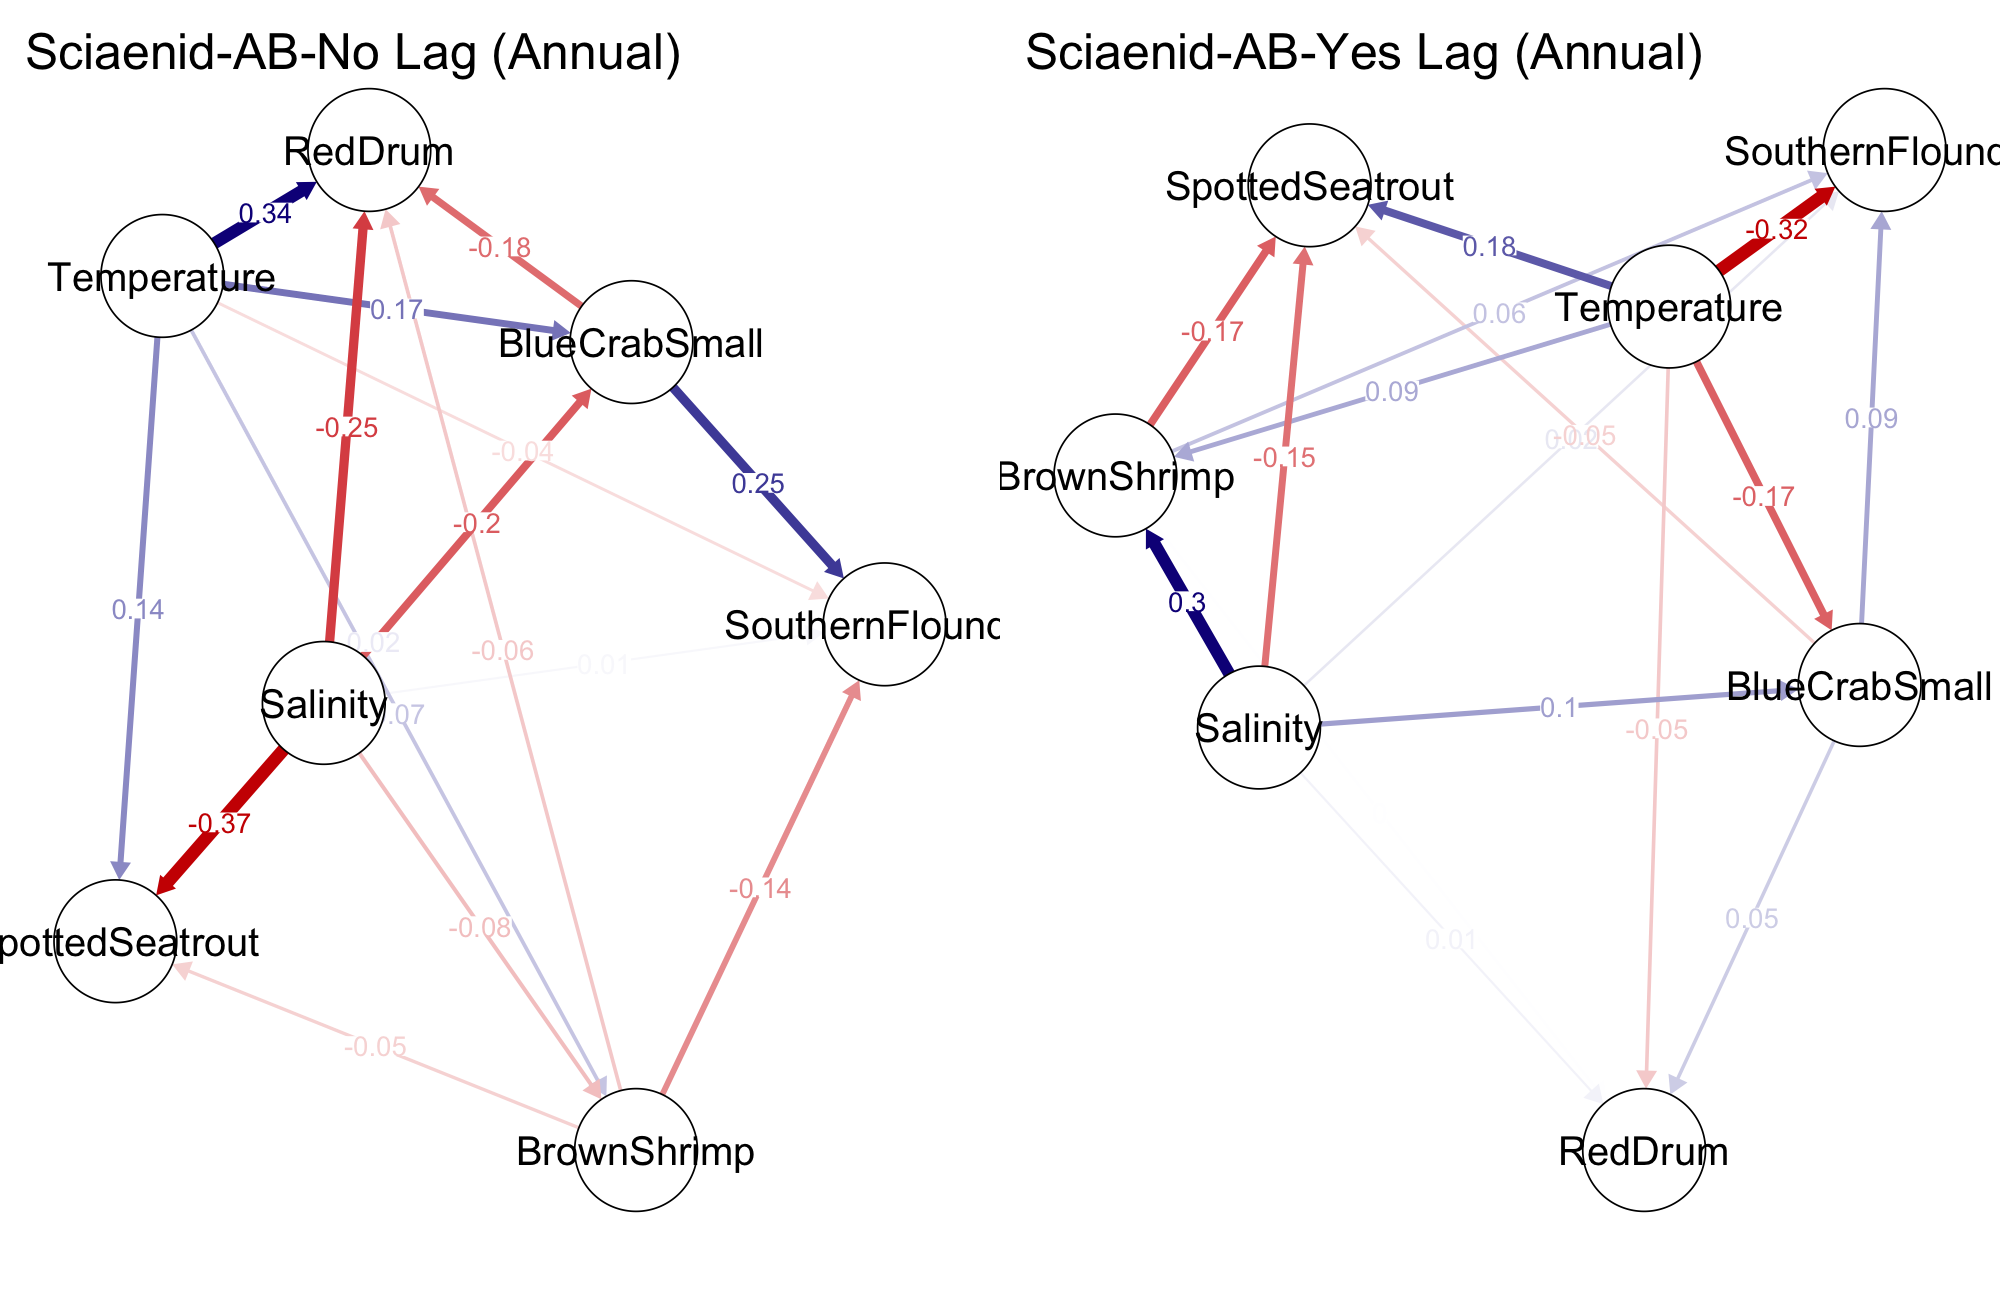 Sciaenid-AB-No Lag (Annual)
RedDrum
0.34
-0.18
Temperature
0.17
BlueCrabSmall
-0.25
-0.04
0.25
-0.2
0.14
SouthernFlound
0.02
-0.06
0.01
Salinity
.07
-0.37
-0.14
-0.08
pottedSeatrout
-0.05
BrownShrimp
Sciaenid-AB-Yes Lag (Annual)
SouthernFlound
SpottedSeatrout
-0.32
0.18
Temperature
0.06
-0.17
0.09
0.09
0.02
-0.05
-0.15
BrownShrimp
-0.17
0.3
BlueCrabSmall
0.1
Salinity
-0.05
0.05
0.01
RedDrum